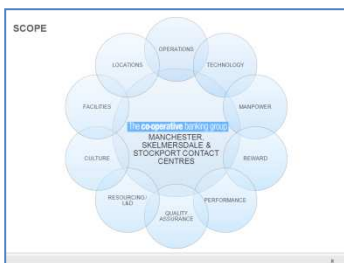 SCOPE
OPERATIONS
LOCATIONS
TECHNOLOGY
FACILITIES
MANPOWER
The co-operative banking group
MANCHESTER,
SKELMERSDALE &
STOCKPORT CONTACT
CENTRES
CULTURE
REWARD
RESOURCING/
L&D
PERFORMANCE
QUALITY
ASSURANCE